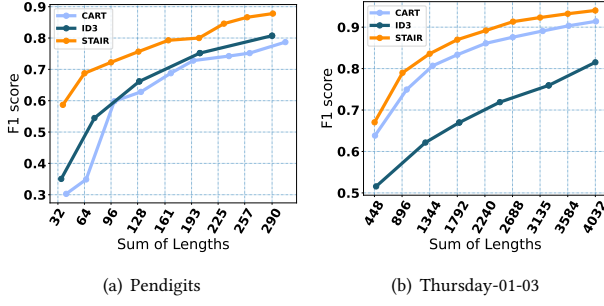 0.9
0.8
0.7
0.6
0.5
0.4
0.3
F1 score
CART
ID3
STAIR
32 64 96 128 161 193 225 257 290
Sum of Lengths
(a) Pendigits
0.9
0.8
0.7
0.6
0.5
F1 score
CART
ID3
STAIR
448 896 1344 1792 2240 2688 3135 3584 4032
Sum of Lengths
(b) Thursday-01-03